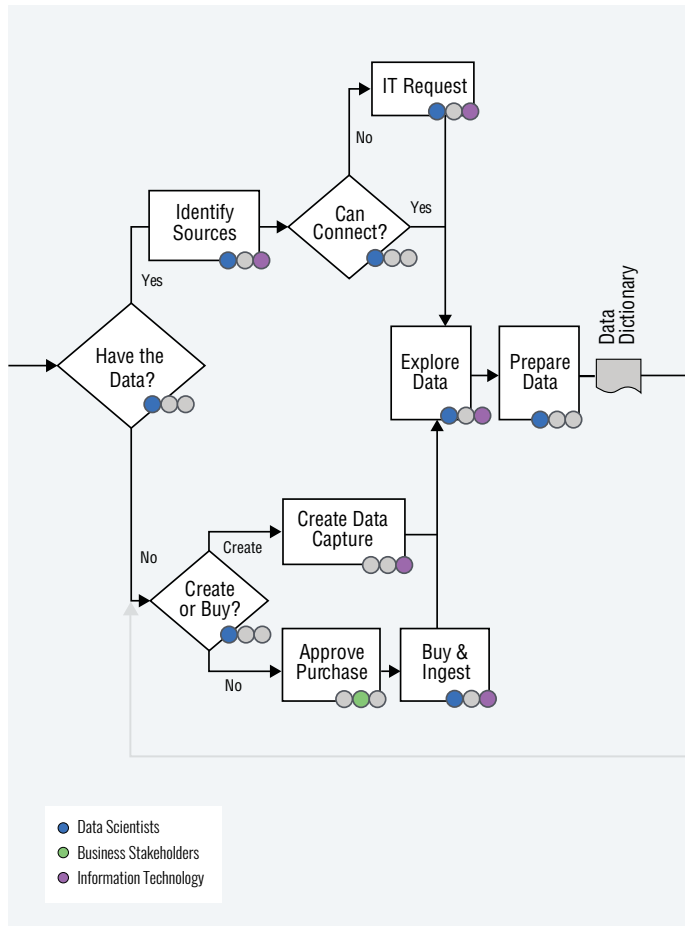 IT Request
No
Identify
Sources
Can
Connect?
Yes
Yes
Data
Dictionary
Have the
Data?
Explore
Data
Prepare
Data
No
Create Data
Capture
Create
Create
or Buy?
No
Approve
Purchase
Buy &
Ingest
Data Scientists
Business Stakeholders
Information Technology